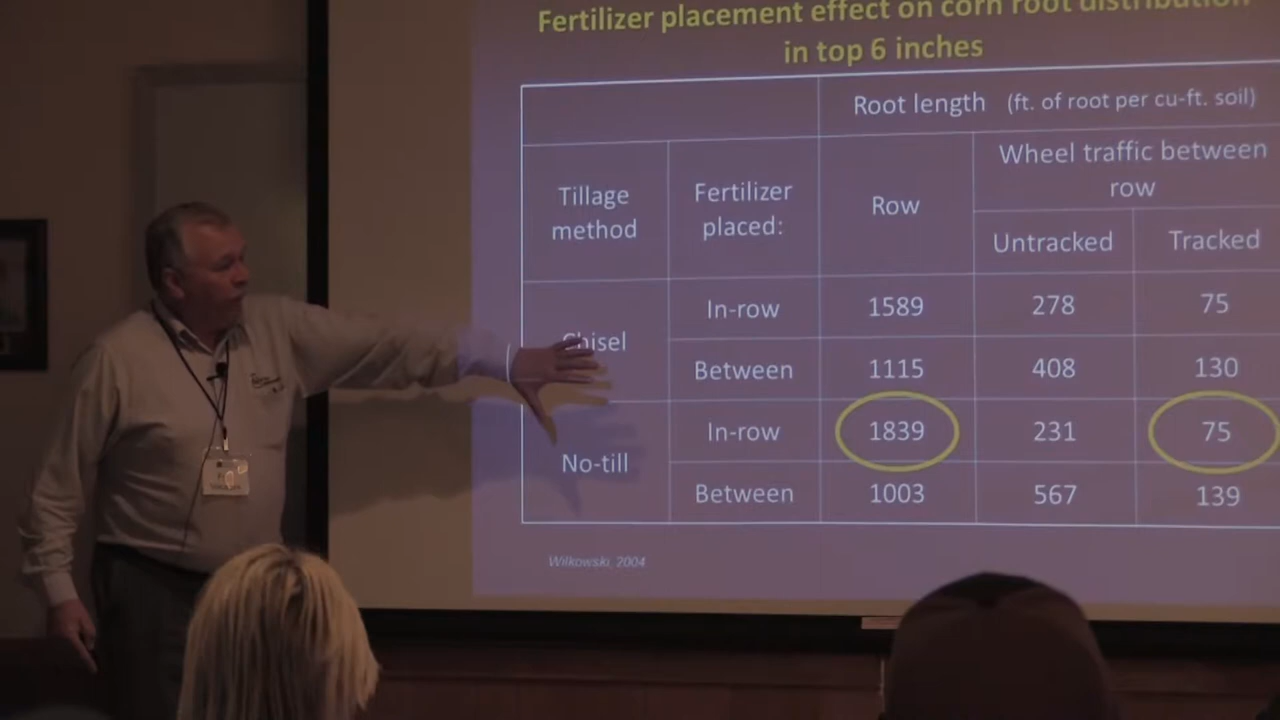 Fertilizer placement effect on corn root distribution
in top 6 inches
Root length (ft. of root per cu-ft. soil)
Tillage
method
Fertilizer
placed:
Row
Wheel traffic between
row
Untracked
Tracked
Chisel
In-row
1589
278
75
Between
1115
408
130
No-till
In-row
1839
231
75
Between
1003
567
139
Wilkowski, 2004